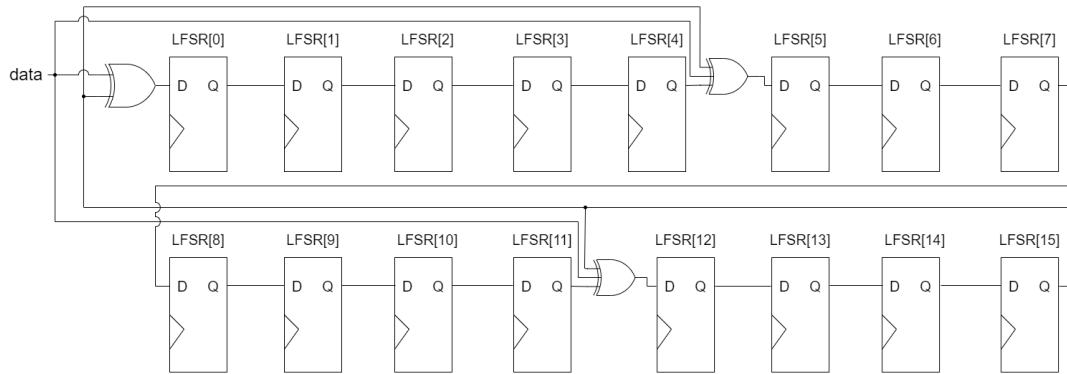 LFSR[0] LFSR[1] LFSR[2] LFSR[3] LFSR[4] LFSR[5] LFSR[6] LFSR[7]
data
D Q D Q D Q D Q D Q D Q D Q D Q
LFSR[8] LFSR[9] LFSR[10] LFSR[11] LFSR[12] LFSR[13] LFSR[14] LFSR[15]
D Q D Q D Q D Q D Q D Q D Q D Q